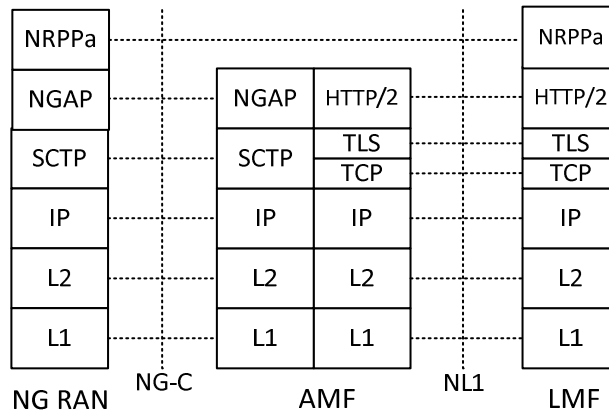 NRPPa NRPPa
NGAP NGAP HTTP/2 HTTP/2
SCTP SCTP TLS TLS
TCP TCP
IP IP IP IP
L2 L2 L2 L2
L1 L1 L1 L1
NG RAN NG-C AMF NL1 LMF